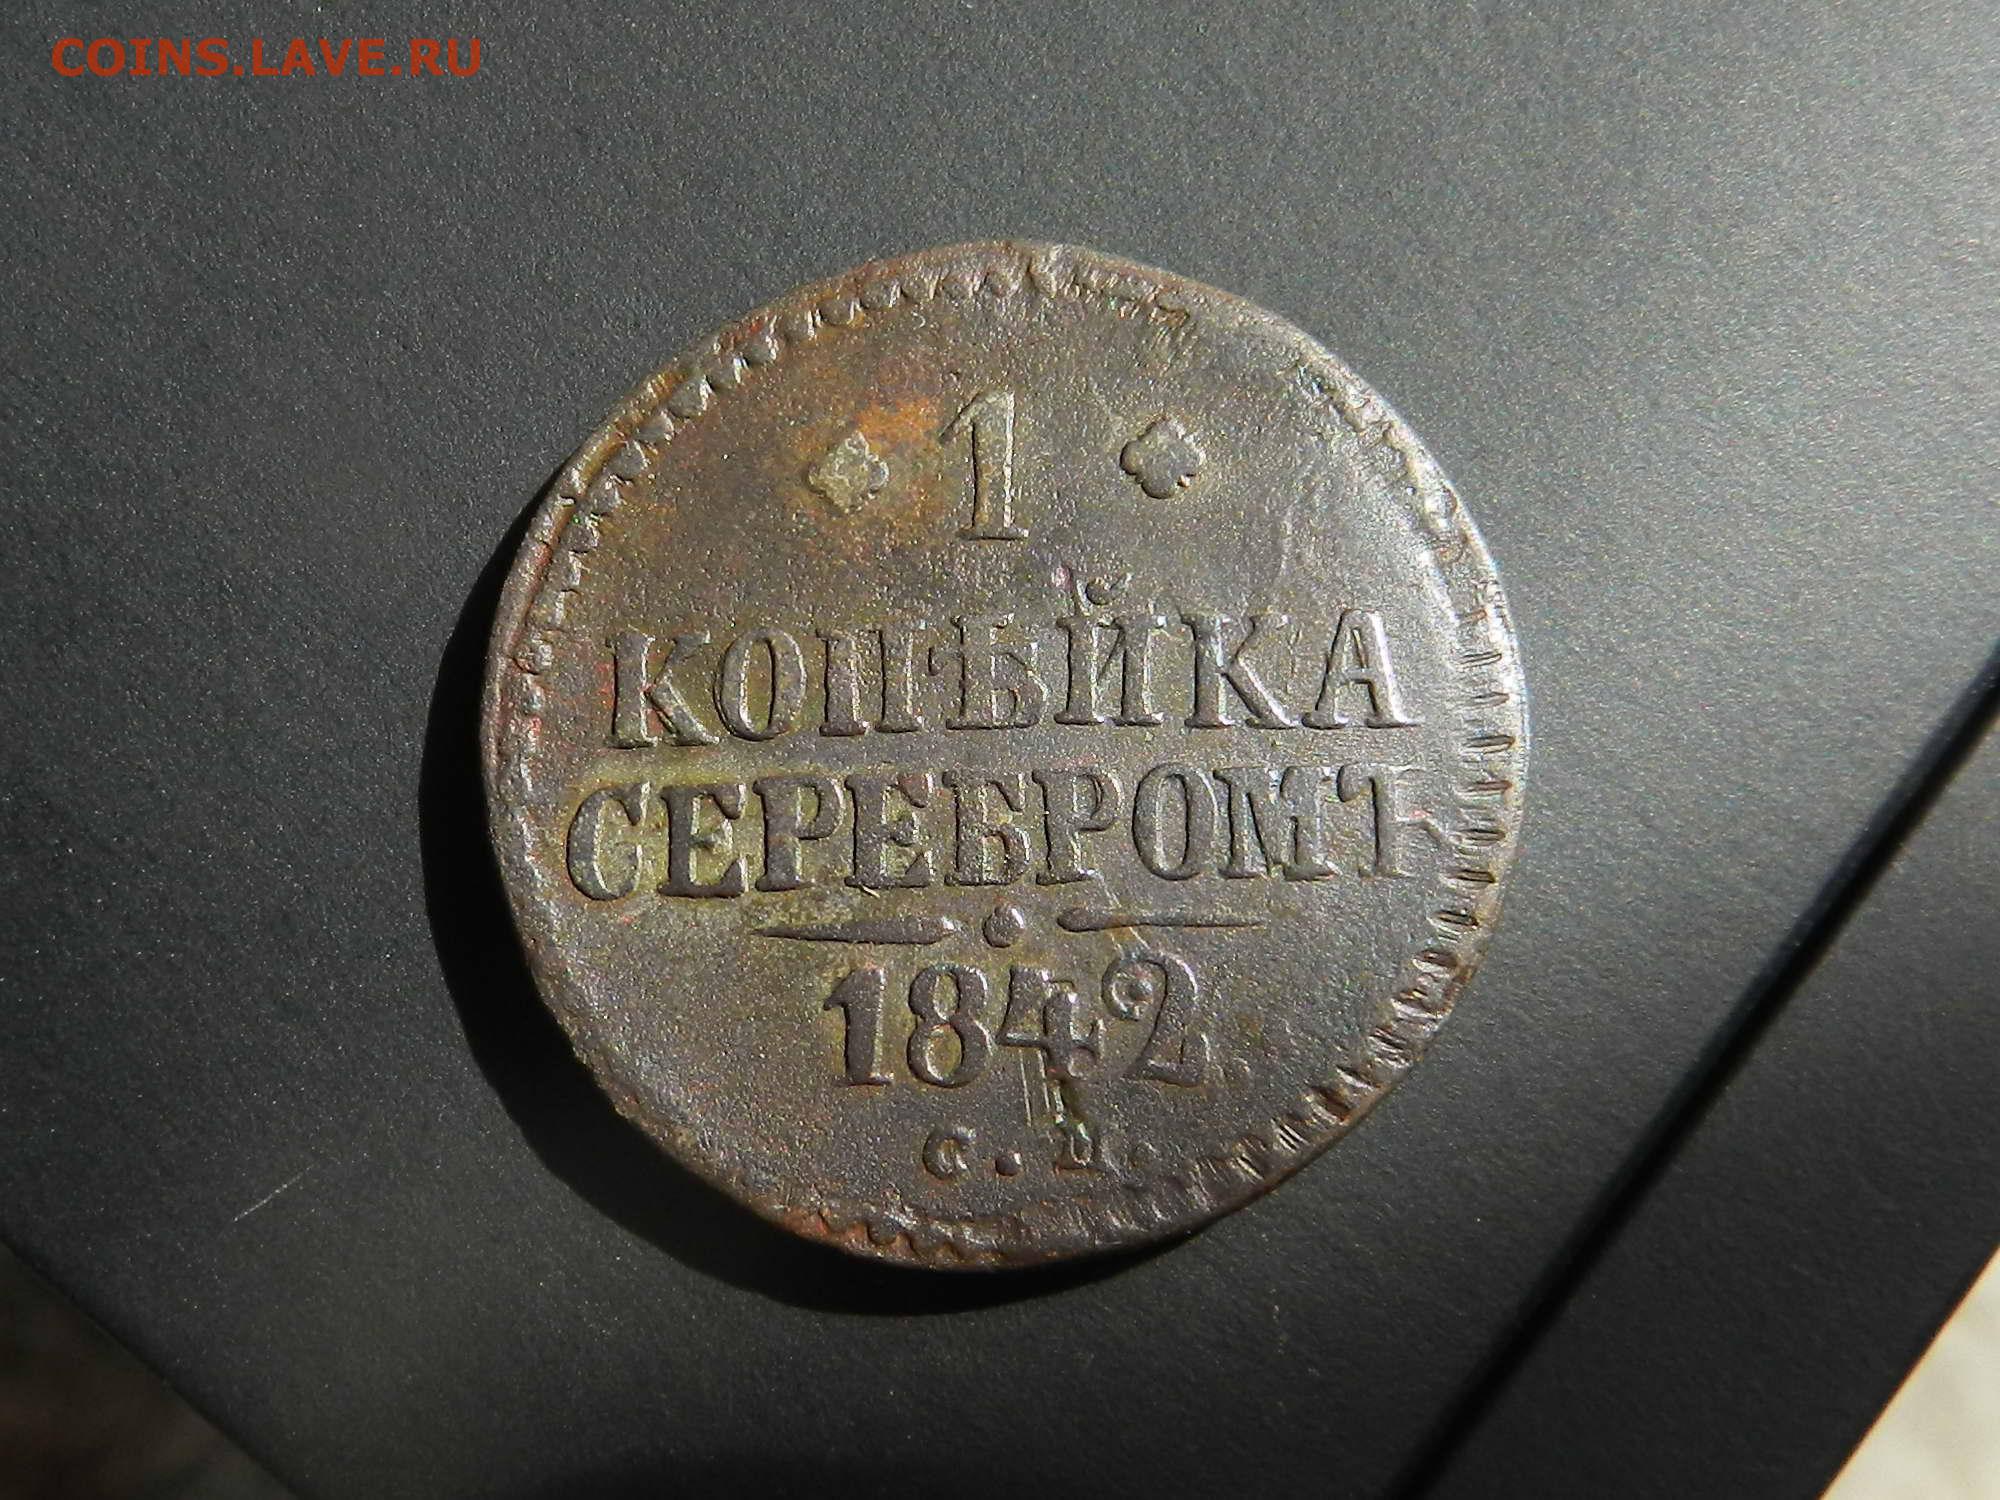 COINS.LAVE.RU
1
КОПѢЙКА
СЕРЕБРОМЪ
1842.
С.П.